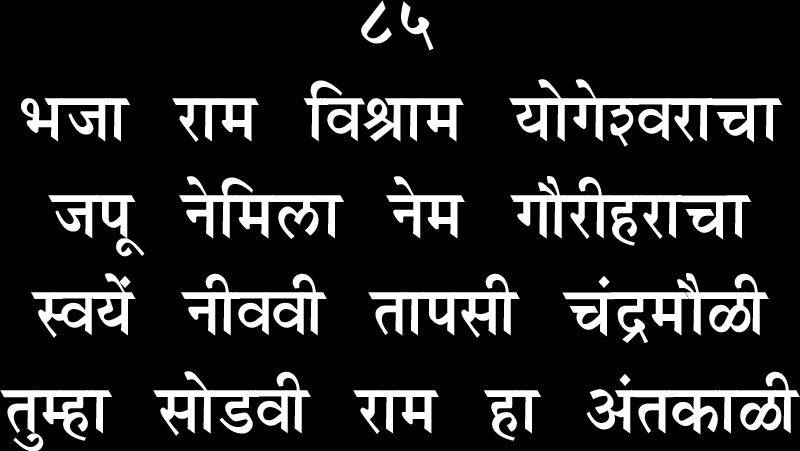 ८५
भजा राम विश्राम योगेश्वराचा
जपू नेमिला नेम गौरीहराचा
स्वयें नीववी तापसी चंद्रमौळी
तुम्हा सोडवी राम हा अंतकाळी